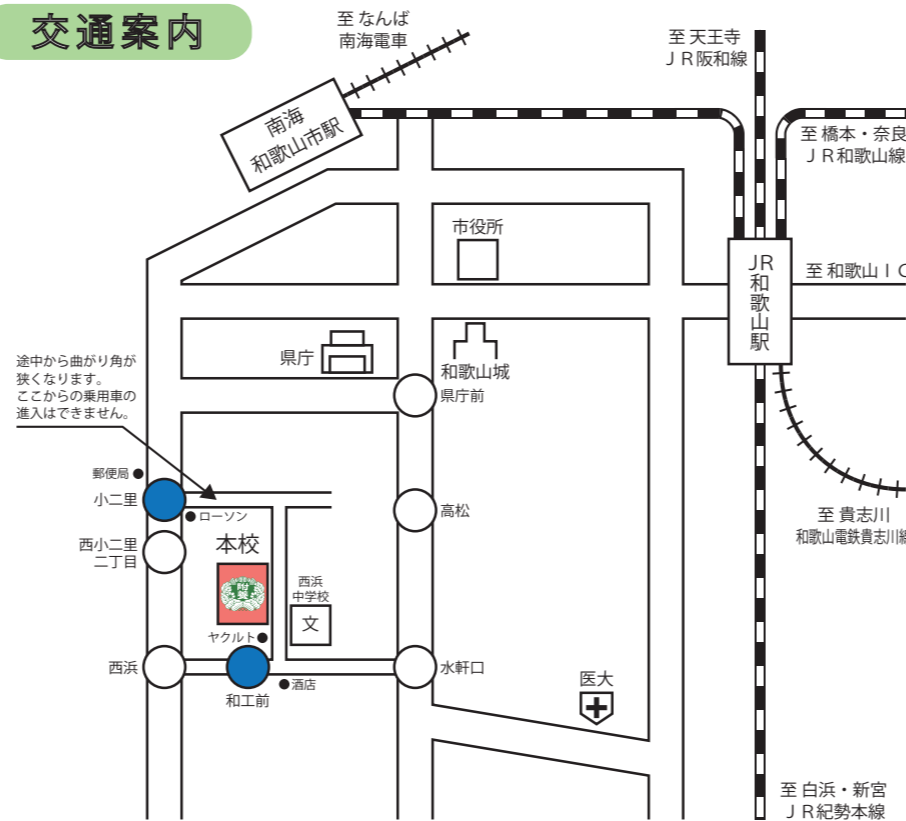 交通案内
至 なんば
南海電車
至 天王寺
ＪＲ阪和線
南海
和歌山市駅
至 橋本・奈良
ＪＲ和歌山線
市役所
JR和歌山駅
至 和歌山ＩＣ
県庁
和歌山城
県庁前
途中から曲がり角が
狭くなります。
ここからの乗用車の
進入はできません。
郵便局
小二里
ローソン
高松
西小二里
二丁目
本校
附養
西浜
中学校
文
至 貴志川
和歌山電鉄貴志川線
ヤクルト
西浜
和工前
酒店
水軒口
医大
至 白浜・新宮
ＪＲ紀勢本線